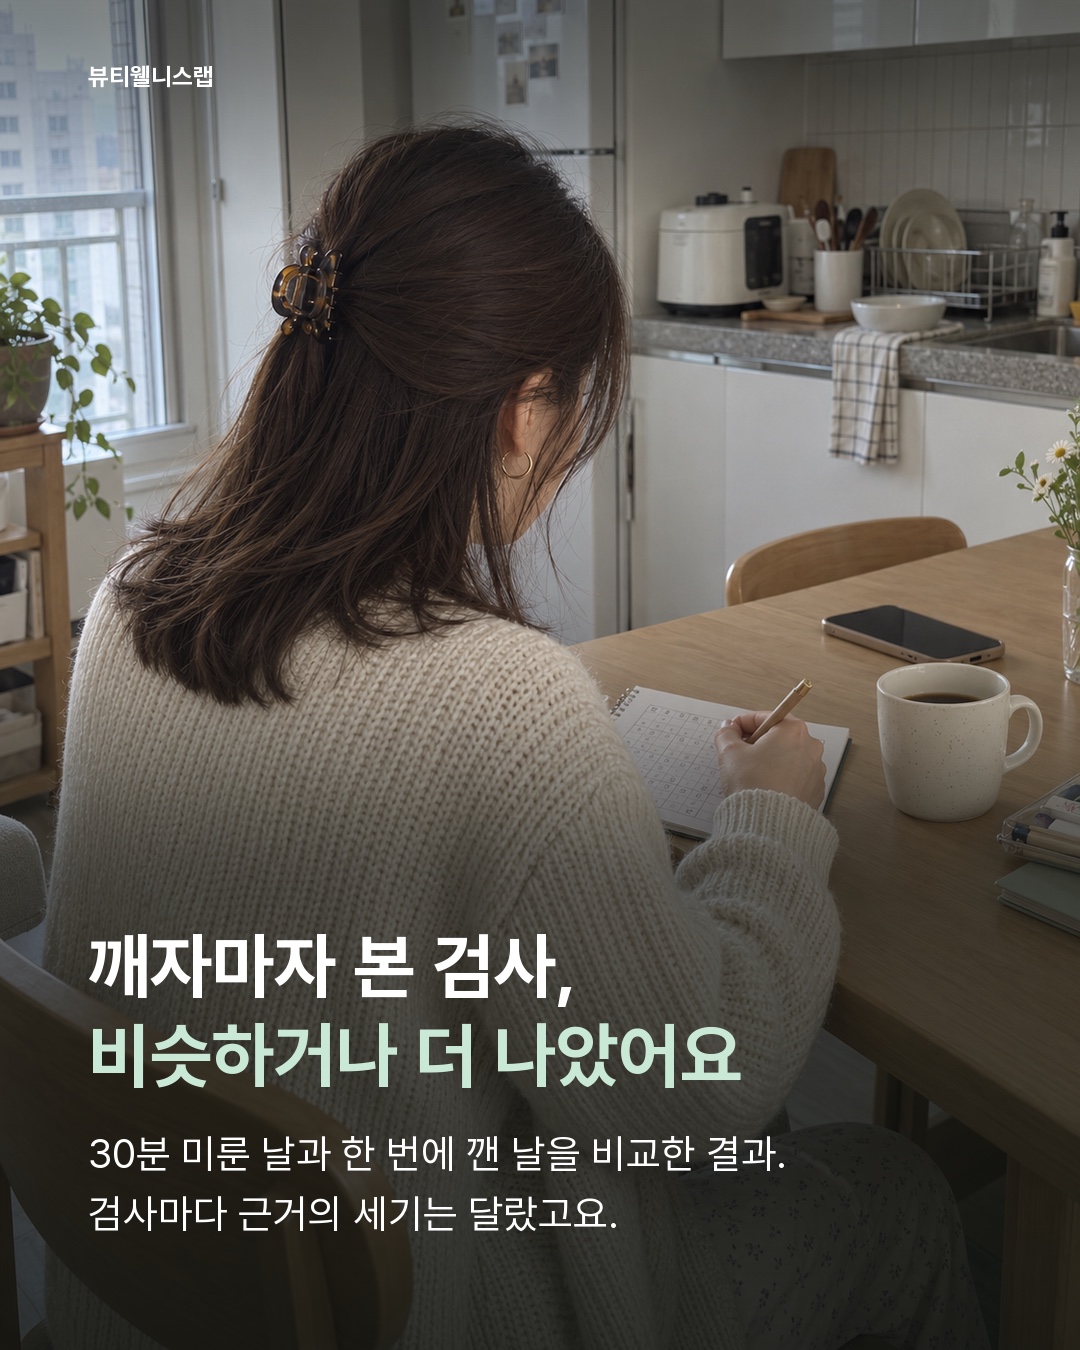 뷰티웰니스랩
깨자마자 본 검사,
비슷하거나 더 나았어요
30분 미룬 날과 한 번에 깬 날을 비교한 결과.
검사마다 근거의 세기는 달랐고요.